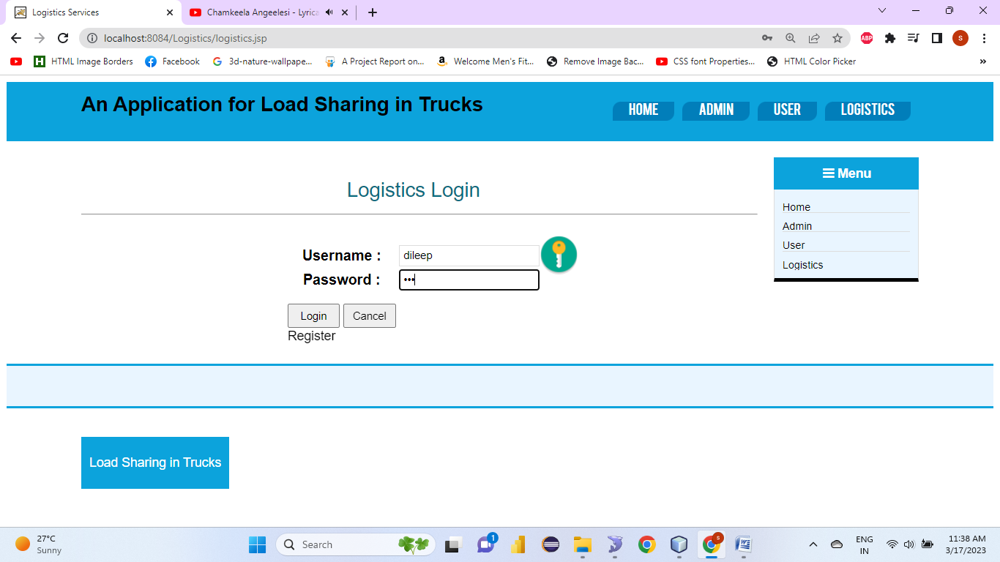 Logistics Services
Chamkeela Angeelesi - Lyrica
localhost:8084/Logistics/logistics.jsp
ABP
S
HTML Image Borders
Facebook
3d-nature-wallpape...
A Project Report on...
Welcome Men's Fit...
Remove Image Bac...
CSS font Properties...
HTML Color Picker
»
An Application for Load Sharing in Trucks
HOME
ADMIN
USER
LOGISTICS
Menu
Home
Admin
User
Logistics
Logistics Login
Username :
dileep
Password :
•••
Login
Cancel
Register
Load Sharing in Trucks
27°C
Sunny
Search
1
S
ENG
IN
11:38 AM
3/17/2023